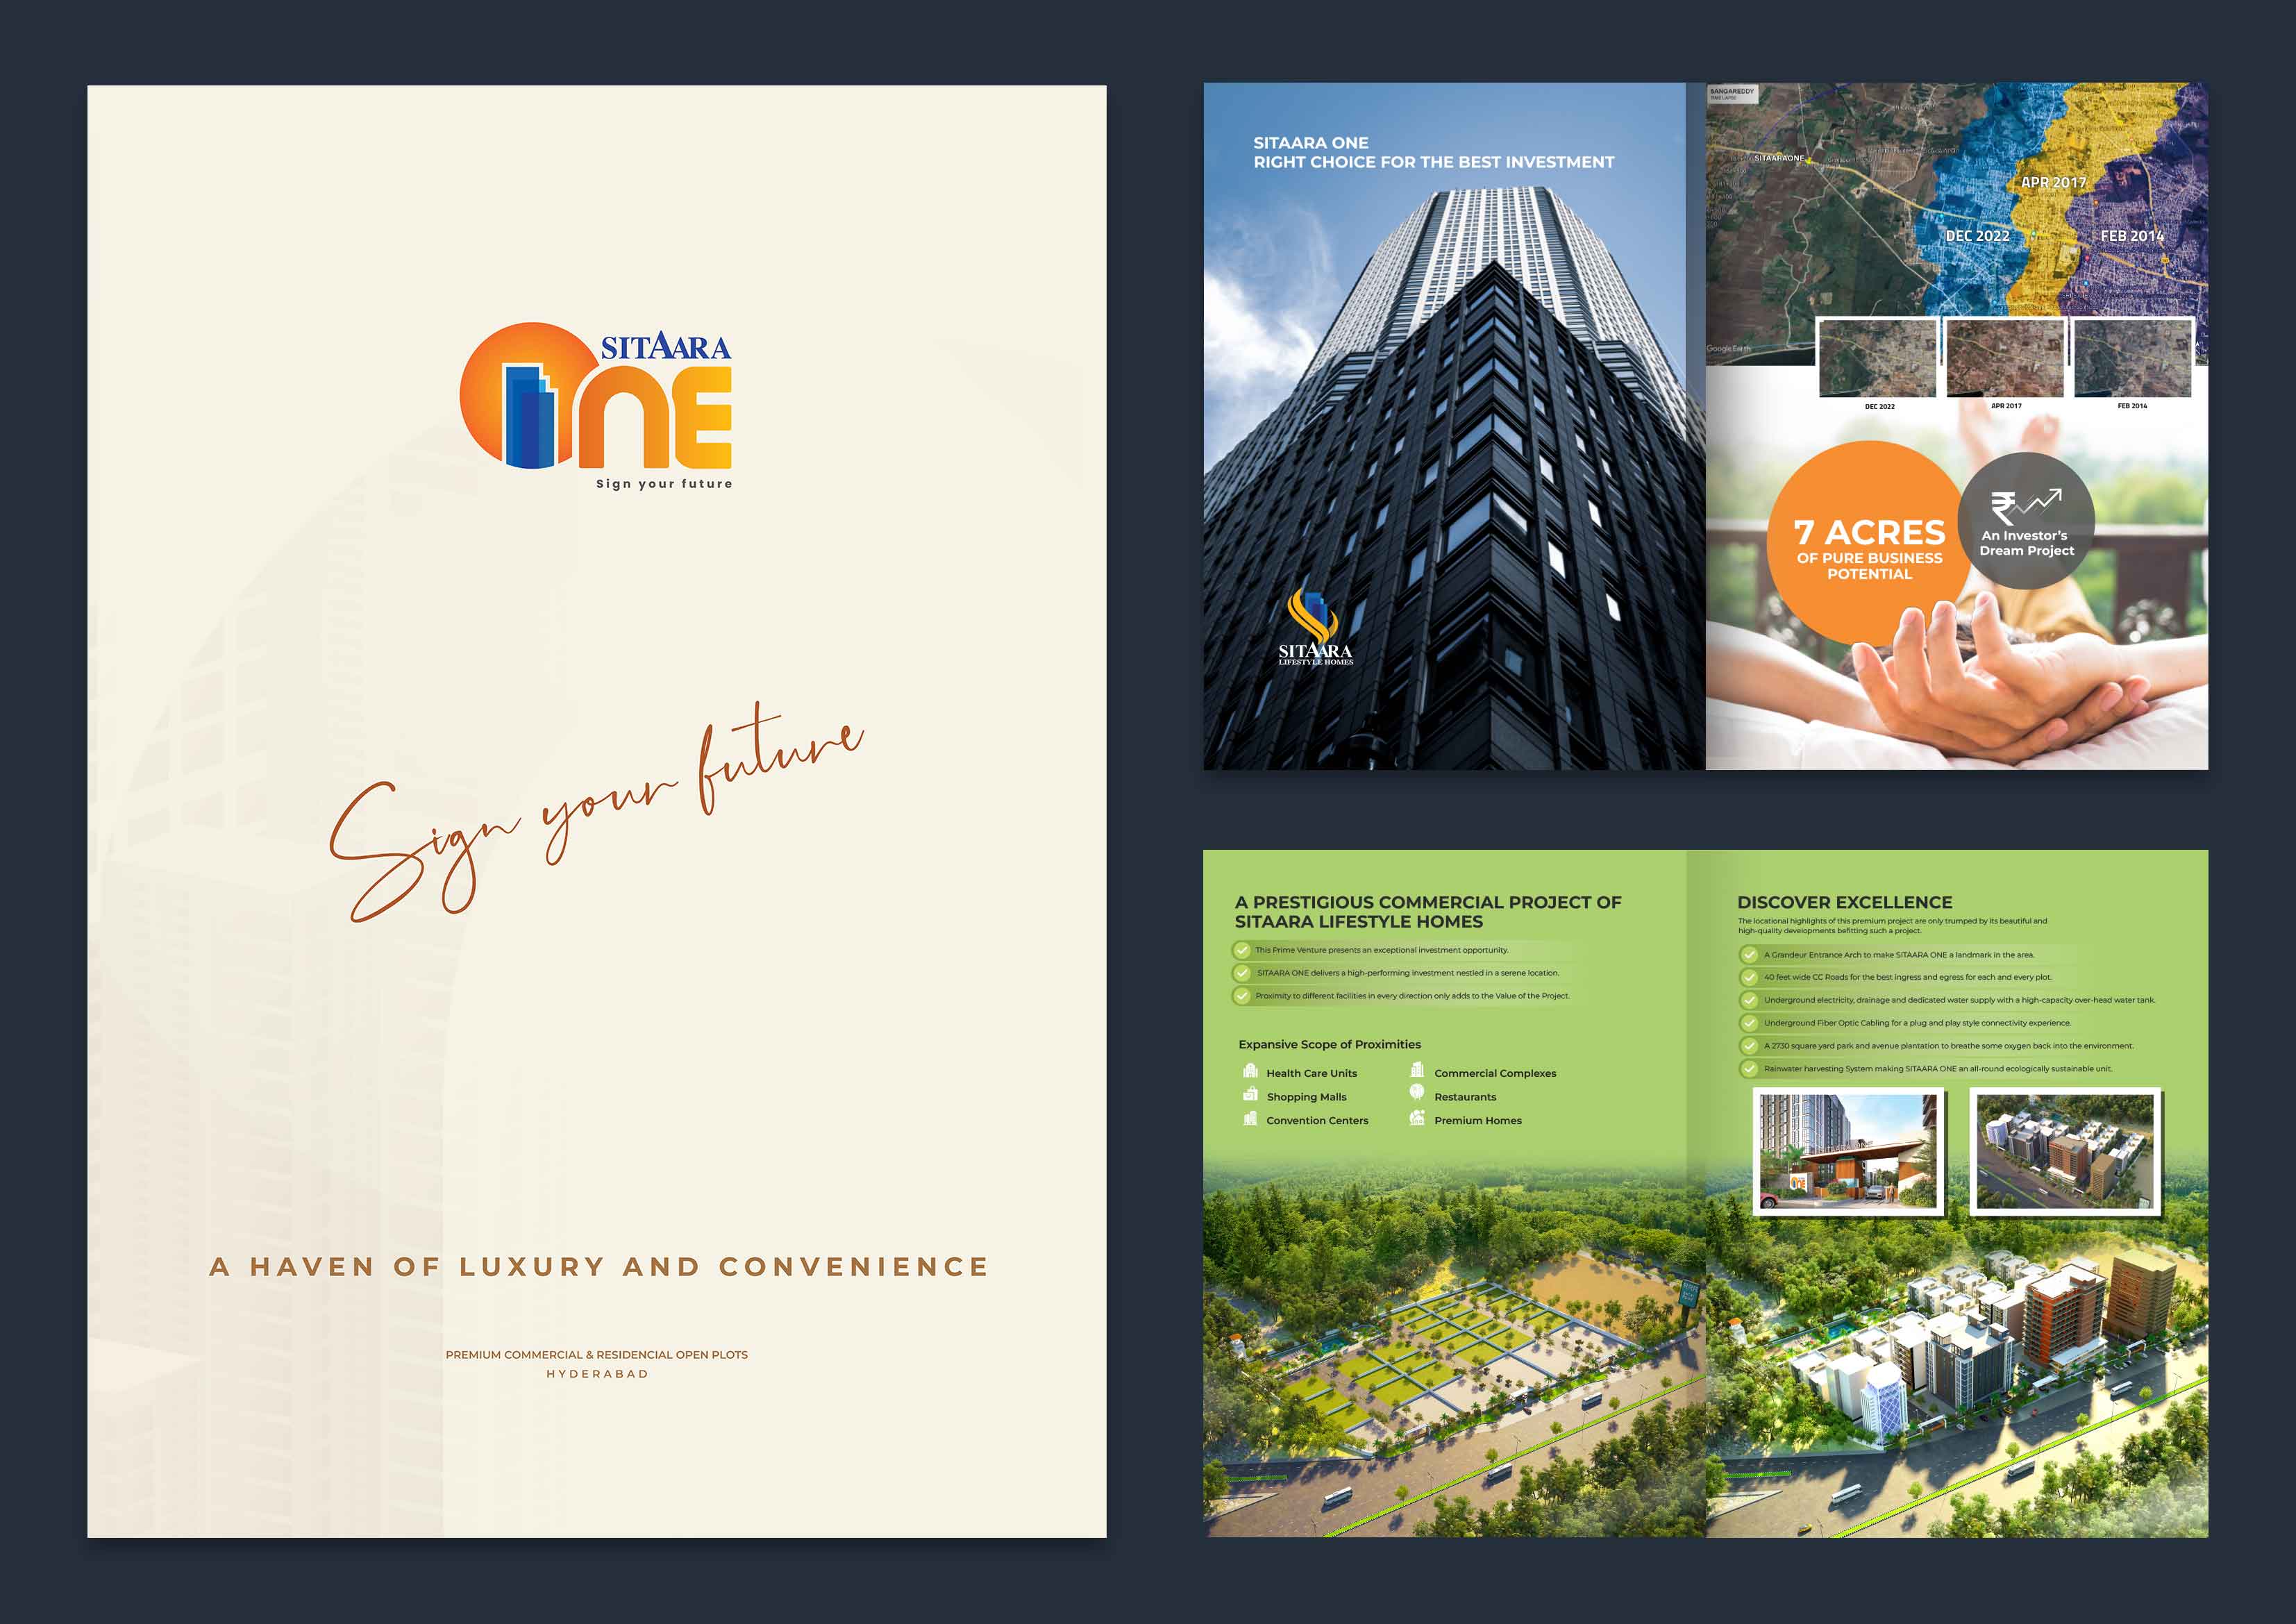 SITAARA
ONE
Sign your future
Sign your future
A HAVEN OF LUXURY AND CONVENIENCE
PREMIUM COMMERCIAL & RESIDENCIAL OPEN PLOTS
HYDERABAD
SITAARA ONE
RIGHT CHOICE FOR THE BEST INVESTMENT
SITAARA
LIFESTYLE HOMES
SANGAREDDY
TIME LAPSE
SITAARAONE
APR 2017
DEC 2022
FEB 2014
Google Earth
DEC 2022
APR 2017
FEB 2014
7 ACRES
OF PURE BUSINESS
POTENTIAL
An Investor's
Dream Project
A PRESTIGIOUS COMMERCIAL PROJECT OF
SITAARA LIFESTYLE HOMES
This Prime Venture presents an exceptional investment opportunity.
SITAARA ONE delivers a high-performing investment nestled in a serene location.
Proximity to different facilities in every direction only adds to the Value of the Project.
Expansive Scope of Proximities
Health Care Units
Shopping Malls
Convention Centers
Commercial Complexes
Restaurants
Premium Homes
DISCOVER EXCELLENCE
The locational highlights of this premium project are only trumped by its beautiful and
high-quality developments befitting such a project.
A Grandeur Entrance Arch to make SITAARA ONE a landmark in the area.
40 feet wide CC Roads for the best ingress and egress for each and every plot.
Underground electricity, drainage and dedicated water supply with a high-capacity over-head water tank.
Underground Fiber Optic Cabling for a plug and play style connectivity experience.
A 2730 square yard park and avenue plantation to breathe some oxygen back into the environment.
Rainwater harvesting System making SITAARA ONE an all-round ecologically sustainable unit.
ONE